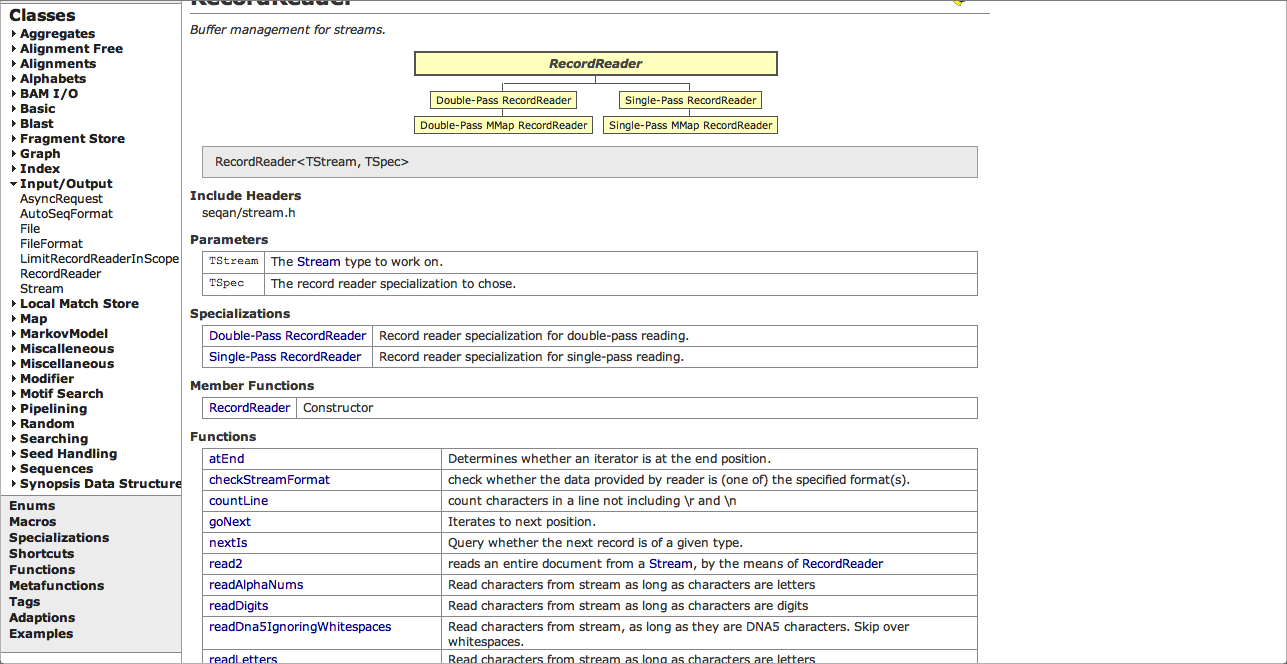 Classes
Aggregates
Alignment Free
Alignments
Alphabets
BAM I/O
Basic
Blast
Fragment Store
Graph
Index
Input/Output
AsyncRequest
AutoSeqFormat
File
FileFormat
LimitRecordReaderInScope
RecordReader
Stream
Local Match Store
Map
MarkovModel
Miscalleneous
Miscellaneous
Modifier
Motif Search
Pipelining
Random
Searching
Seed Handling
Sequences
Synopsis Data Structure
Enums
Macros
Specializations
Shortcuts
Functions
Metafunctions
Tags
Adaptions
Examples
RecordReader
Buffer management for streams.
RecordReader
Double-Pass RecordReader Single-Pass RecordReader
Double-Pass MMap RecordReader Single-Pass MMap RecordReader
RecordReader<TStream, TSpec>
Include Headers
seqan/stream.h
Parameters
TStream The Stream type to work on.
TSpec The record reader specialization to chose.
Specializations
Double-Pass RecordReader Record reader specialization for double-pass reading.
Single-Pass RecordReader Record reader specialization for single-pass reading.
Member Functions
RecordReader Constructor
Functions
atEnd Determines whether an iterator is at the end position.
checkStreamFormat check whether the data provided by reader is (one of) the specified format(s).
countLine count characters in a line not including \r and \n
goNext Iterates to next position.
nextIs Query whether the next record is of a given type.
read2 reads an entire document from a Stream, by the means of RecordReader
readAlphaNums Read characters from stream as long as characters are letters
readDigits Read characters from stream as long as characters are digits
readDna5IgnoringWhitespaces Read characters from stream, as long as they are DNA5 characters. Skip over
whitespaces.
readLetters Read characters from stream as long as characters are letters